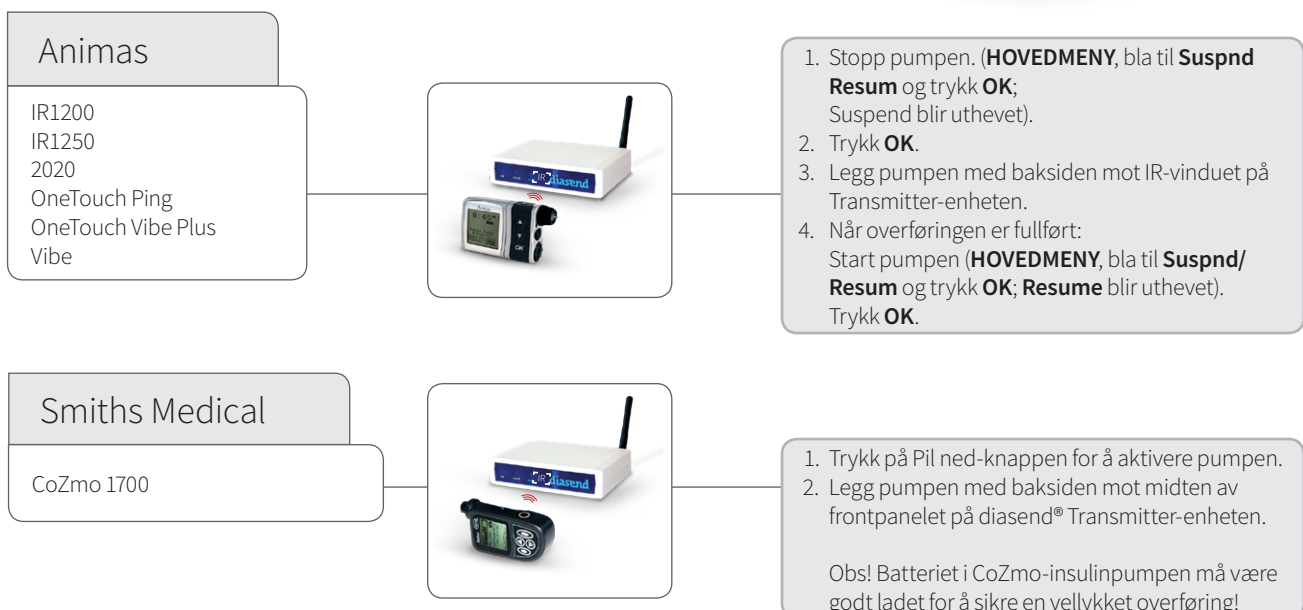 Animas
IR1200
IR1250
2020
OneTouch Ping
OneTouch Vibe Plus
Vibe
IR diasend
OK
1. Stopp pumpen. (HOVEDMENY, bla til Suspnd
Resum og trykk OK;
Suspend blir uthevet).
2. Trykk OK.
3. Legg pumpen med baksiden mot IR-vinduet på
Transmitter-enheten.
4. Når overføringen er fullført:
Start pumpen (HOVEDMENY, bla til Suspnd/
Resum og trykk OK; Resume blir uthevet).
Trykk OK.
Smiths Medical
CoZmo 1700
IR diasend
1. Trykk på Pil ned-knappen for å aktivere pumpen.
2. Legg pumpen med baksiden mot midten av
frontpanelet på diasend® Transmitter-enheten.
Obs! Batteriet i CoZmo-insulinpumpen må være
godt ladet for å sikre en vellykket overføring!